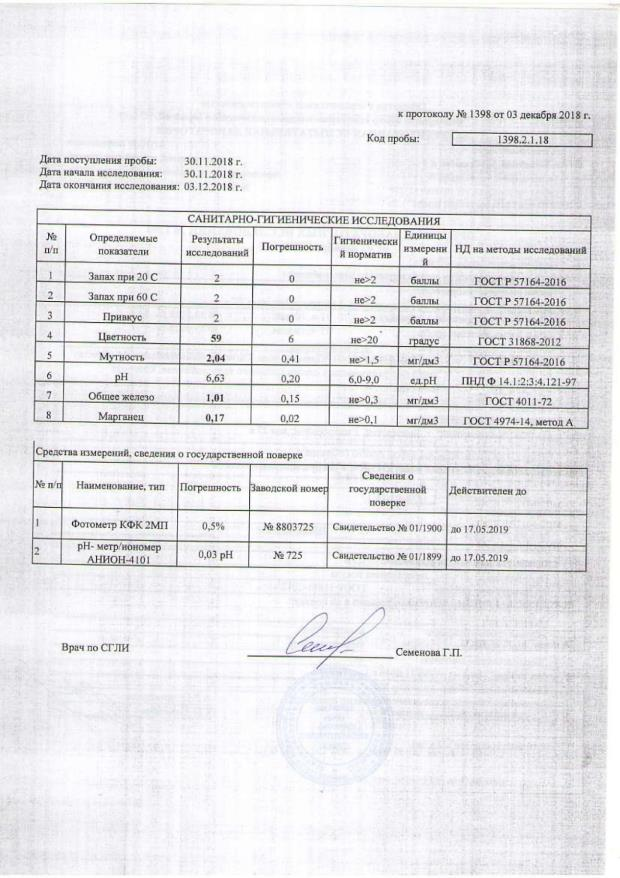 к протоколу № 1398 от 03 декабря 2018 г.
Код пробы: 1398.2.1.18
Дата поступления пробы: 30.11.2018 г.
Дата начала исследования: 30.11.2018 г.
Дата окончания исследования: 03.12.2018 г.
САНИТАРНО-ГИГИЕНИЧЕСКИЕ ИССЛЕДОВАНИЯ
№ п/п Определяемые показатели Результаты исследований Погрешность Гигиенически й норматив Единицы измерени й НД на методы исследований
1 Запах при 20 С 2 0 не>2 баллы ГОСТ Р 57164-2016
2 Запах при 60 С 2 0 не>2 баллы ГОСТ Р 57164-2016
3 Привкус 2 0 не>2 баллы ГОСТ Р 57164-2016
4 Цветность 59 6 не>20 градус ГОСТ 31868-2012
5 Мутность 2,04 0,41 не>1,5 мг/дм3 ГОСТ Р 57164-2016
6 pH 6,63 0,20 6,0-9,0 ед.pH ПНД Ф 14.1:2:3:4.121-97
7 Общее железо 1,01 0,15 не>0,3 мг/дм3 ГОСТ 4011-72
8 Марганец 0,17 0,02 не>0,1 мг/дм3 ГОСТ 4974-14, метод А
Средства измерений, сведения о государственной поверке
№ п/п Наименование, тип Погрешность Заводской номер Сведения о государственной поверке Действителен до
1 Фотометр КФК 2МП 0,5% № 8803725 Свидетельство № 01/1900 до 17.05.2019
2 pH- метр/иономер АНИОН-4101 0,03 pH № 725 Свидетельство № 01/1899 до 17.05.2019
Врач по СГЛИ Семенова Г.П.